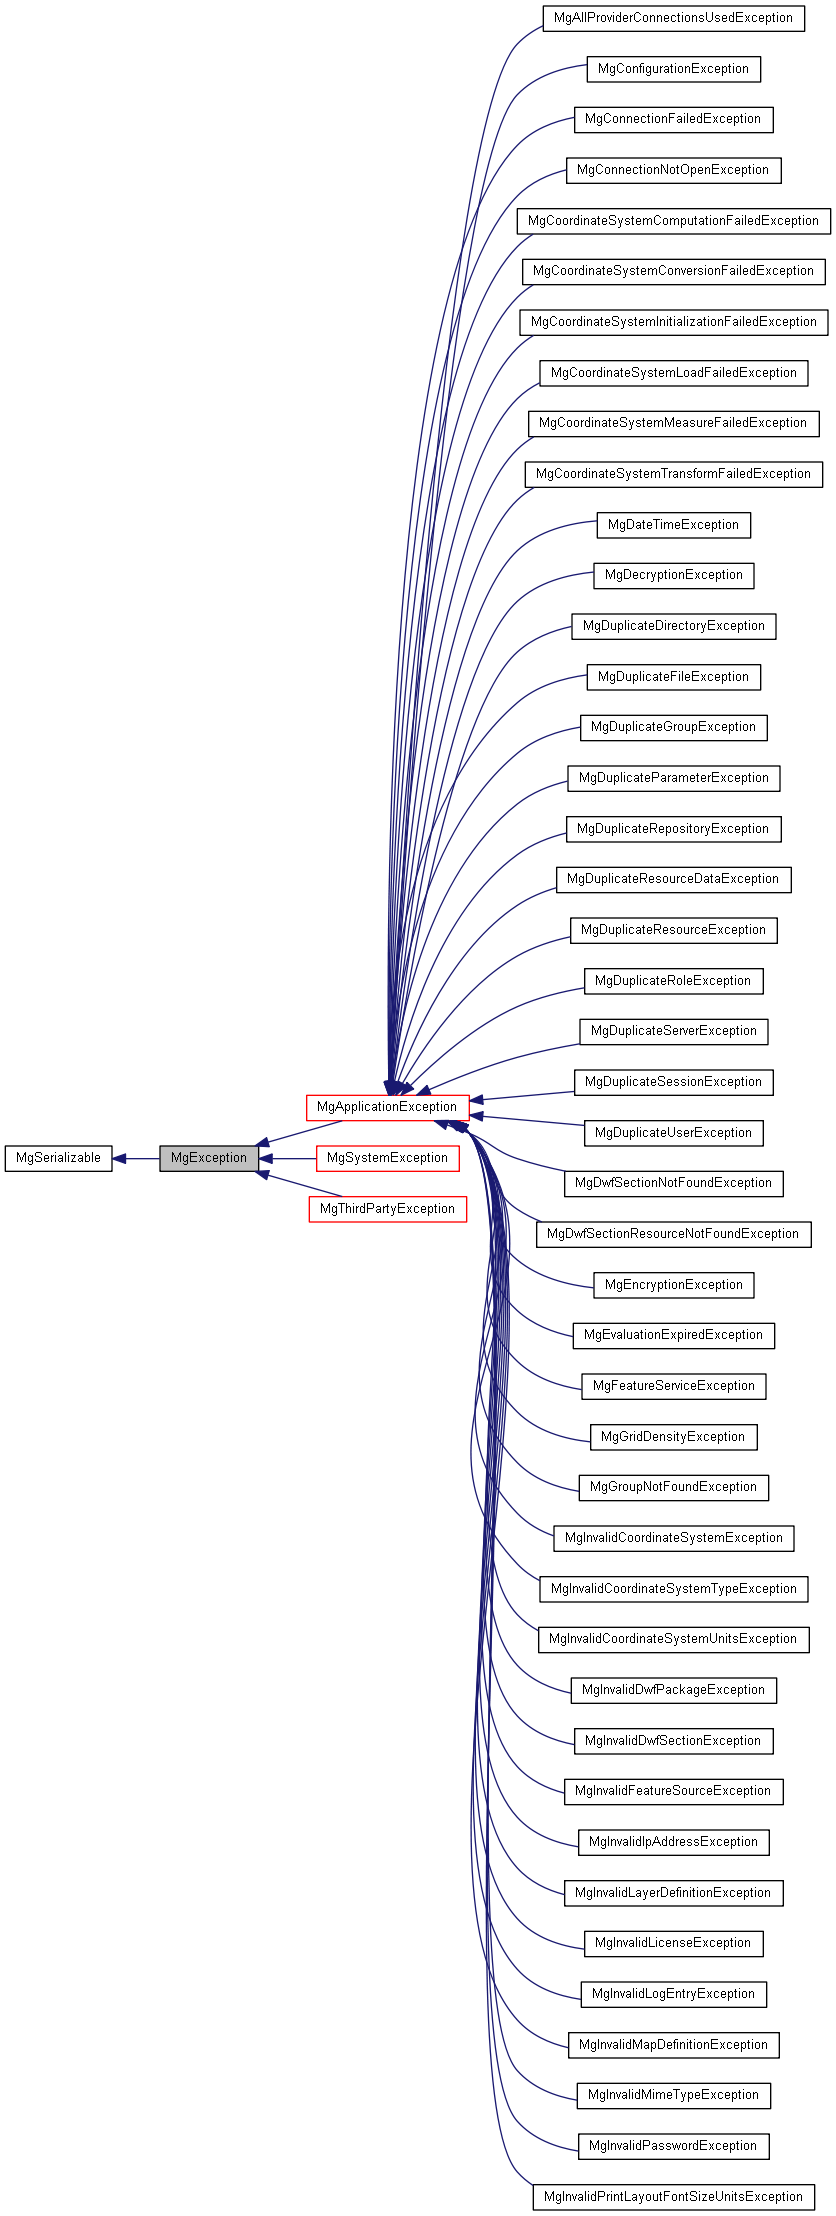 MgAllProviderConnectionsUsedException
MgConfigurationException
MgConnectionFailedException
MgConnectionNotOpenException
MgCoordinateSystemComputationFailedException
MgCoordinateSystemConversionFailedException
MgCoordinateSystemInitializationFailedException
MgCoordinateSystemLoadFailedException
MgCoordinateSystemMeasureFailedException
MgCoordinateSystemTransformFailedException
MgDateTimeException
MgDecryptionException
MgDuplicateDirectoryException
MgDuplicateFileException
MgDuplicateGroupException
MgDuplicateParameterException
MgDuplicateRepositoryException
MgDuplicateResourceDataException
MgDuplicateResourceException
MgDuplicateRoleException
MgDuplicateServerException
MgDuplicateSessionException
MgApplicationException
MgDuplicateUserException
MgSerializable
MgException
MgSystemException
MgDwfSectionNotFoundException
MgThirdPartyException
MgDwfSectionResourceNotFoundException
MgEncryptionException
MgEvaluationExpiredException
MgFeatureServiceException
MgGridDensityException
MgGroupNotFoundException
MgInvalidCoordinateSystemException
MgInvalidCoordinateSystemTypeException
MgInvalidCoordinateSystemUnitsException
MgInvalidDwfPackageException
MgInvalidDwfSectionException
MgInvalidFeatureSourceException
MgInvalidIpAddressException
MgInvalidLayerDefinitionException
MgInvalidLicenseException
MgInvalidLogEntryException
MgInvalidMapDefinitionException
MgInvalidMimeTypeException
MgInvalidPasswordException
MgInvalidPrintLayoutFontSizeUnitsException